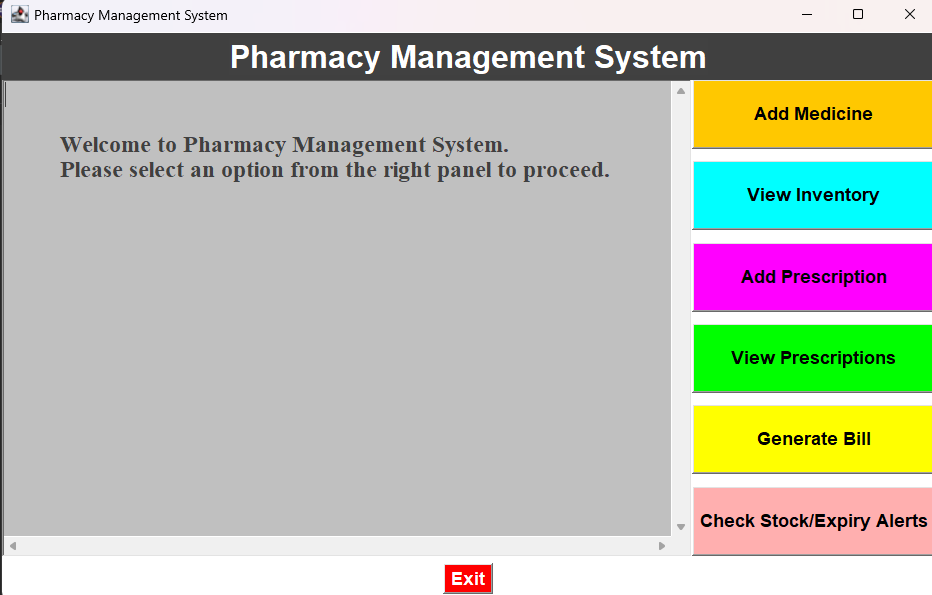 Pharmacy Management System
Pharmacy Management System
Welcome to Pharmacy Management System.
Please select an option from the right panel to proceed.
Add Medicine
View Inventory
Add Prescription
View Prescriptions
Generate Bill
Check Stock/Expiry Alerts
Exit